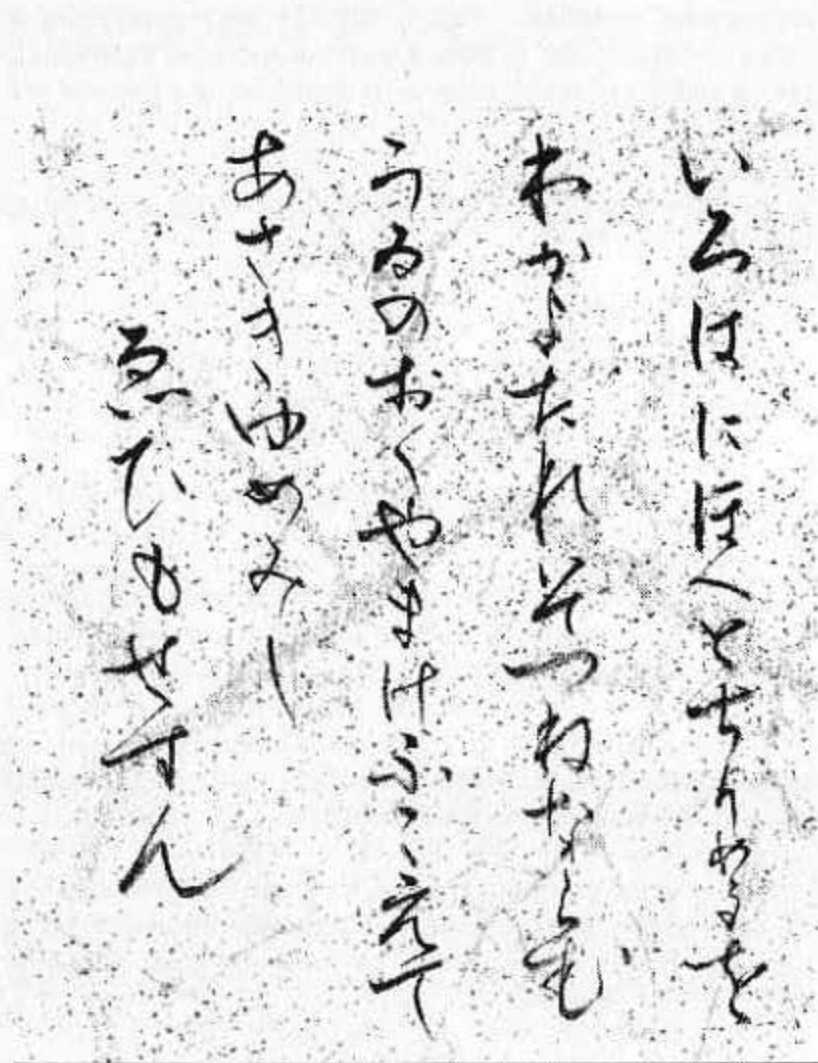 いろはにほへとちりぬるを
わかよたれそつねならむ
うゐのおくやまけふこえて
あさきゆめみし
ゑひもせすん